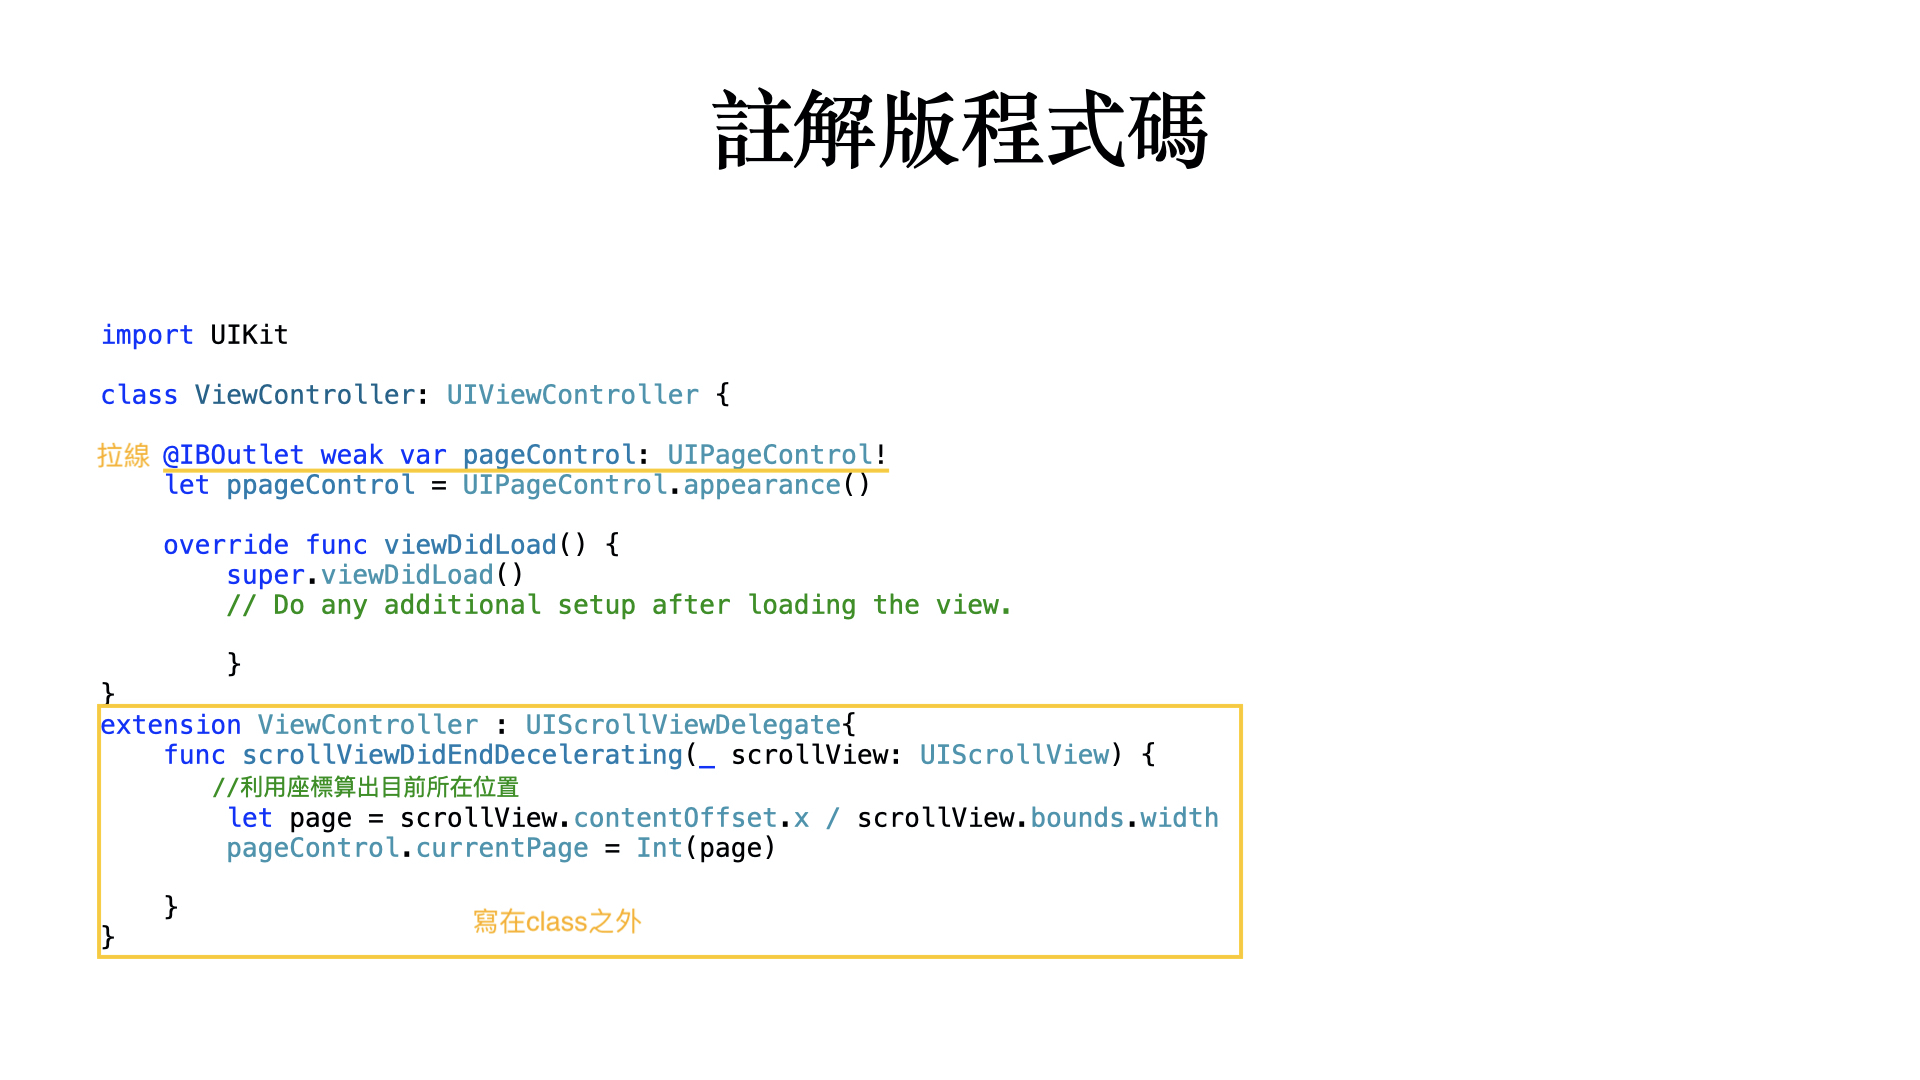 註解版程式碼
import UIKit
class ViewController: UIViewController {
拉線 @IBOutlet weak var pageControl: UIPageControl!
let ppageControl = UIPageControl.appearance()
override func viewDidLoad() {
super.viewDidLoad()
// Do any additional setup after loading the view.
}
}
extension ViewController : UIScrollViewDelegate{
func scrollViewDidEndDecelerating(_ scrollView: UIScrollView) {
//利用座標算出目前所在位置
let page = scrollView.contentOffset.x / scrollView.bounds.width
pageControl.currentPage = Int(page)
}
寫在class之外
}